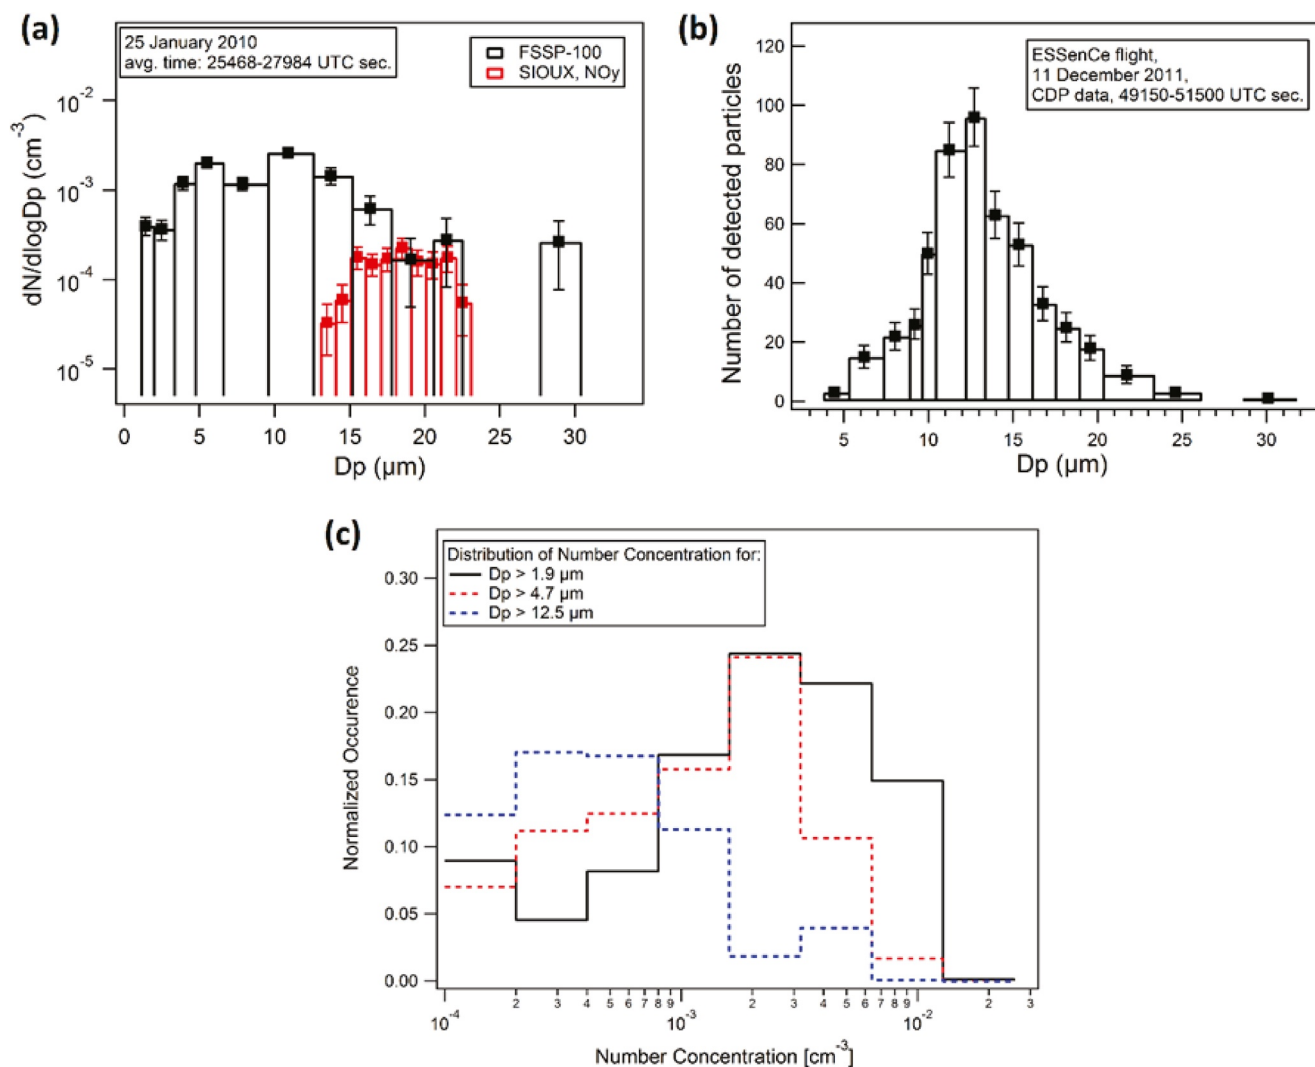 (a)
25 January 2010
avg. time: 25468-27984 UTC sec.
FSSP-100
SIOUX, NOy
dN/dlogDp (cm⁻³)
10⁻²
10⁻³
10⁻⁴
10⁻⁵
0 5 10 15 20 25 30
Dp (µm)
(b)
ESSenCe flight,
11 December 2011,
CDP data, 49150-51500 UTC sec.
Number of detected particles
120
100
80
60
40
20
0
5 10 15 20 25 30
Dp (µm)
(c)
Distribution of Number Concentration for:
Dp > 1.9 µm
Dp > 4.7 µm
Dp > 12.5 µm
Normalized Occurence
0.30
0.25
0.20
0.15
0.10
0.05
0.00
2 3 4 5 6 7 8 9 2 3 4 5 6 7 8 9 2 3
10⁻⁴ 10⁻³ 10⁻²
Number Concentration [cm⁻³]